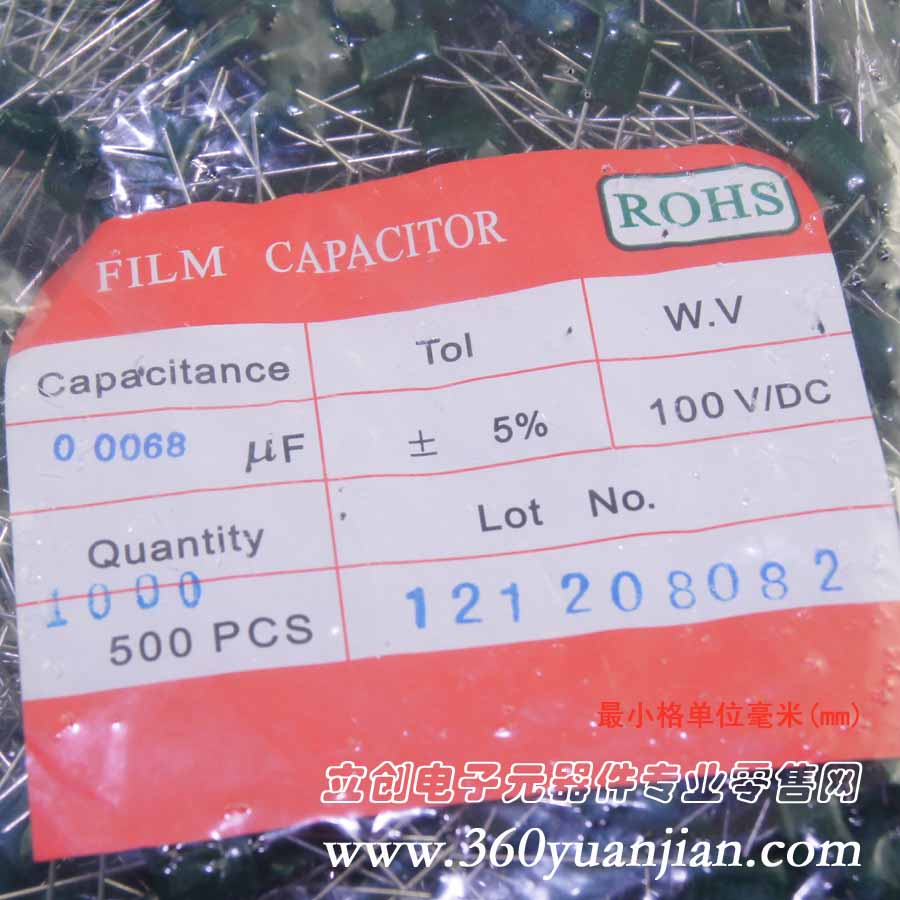 FILM CAPACITOR
ROHS
Capacitance
Tol
W.V
0 0068 μF
± 5%
100 V/DC
Quantity
Lot No.
1000
500 PCS
121 208082
最小格单位毫米(mm)
立创电子元器件专业零售网
www.360yuanjian.com